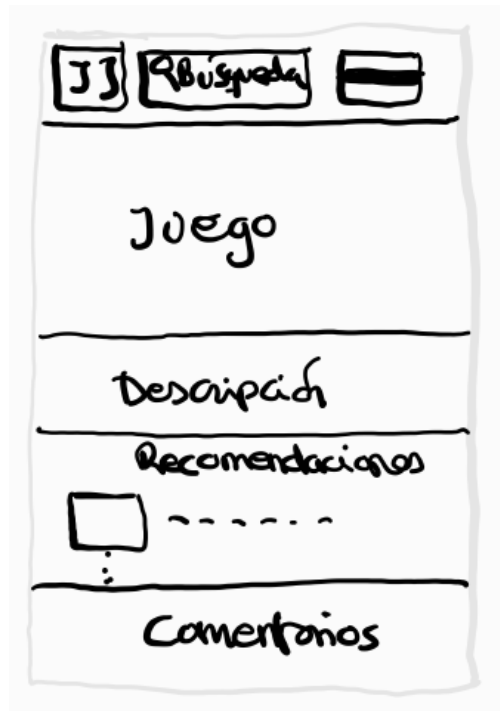 JJ Búsqueda
Juego
Descripción
Recomendaciones
Comentarios